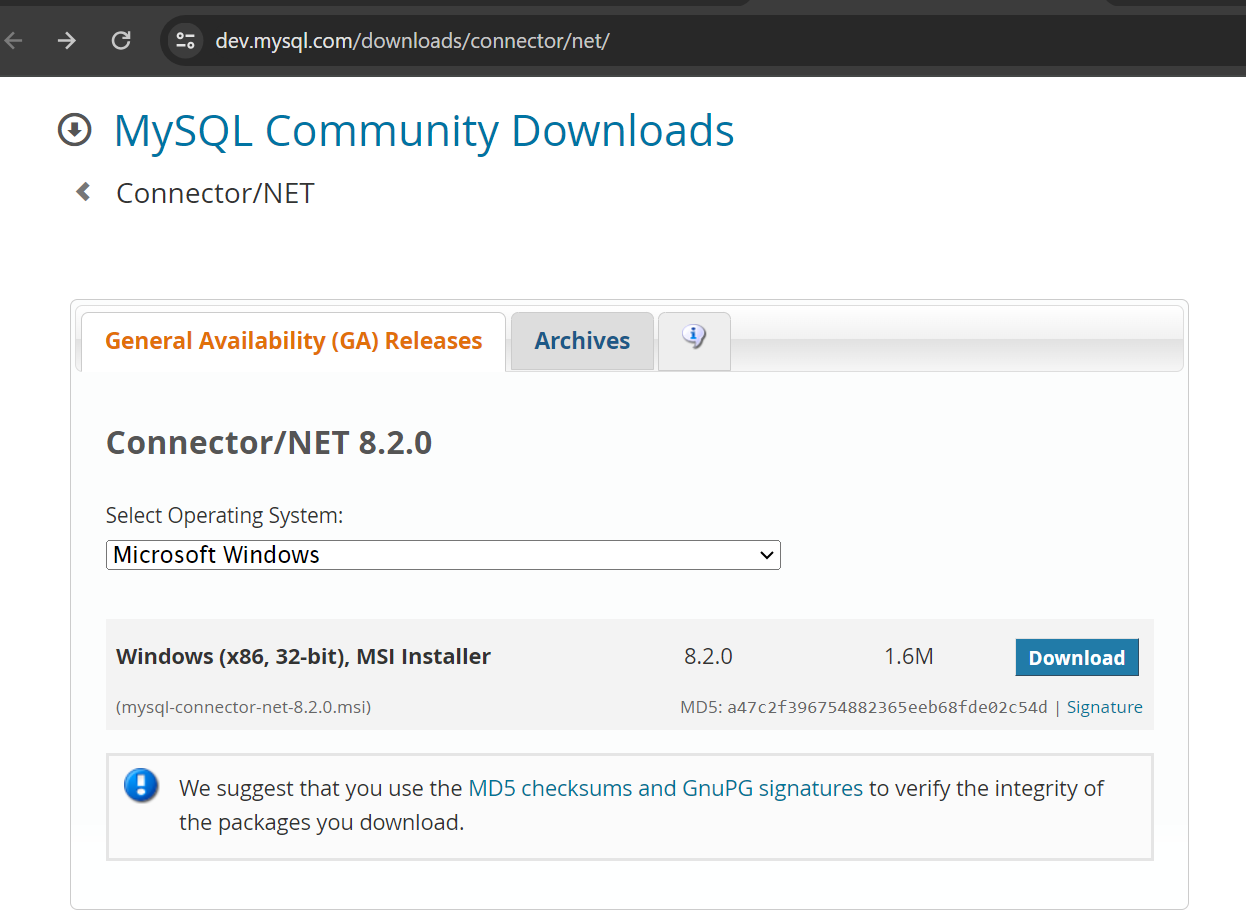 dev.mysql.com/downloads/connector/net/
MySQL Community Downloads
Connector/NET
General Availability (GA) Releases Archives
Connector/NET 8.2.0
Select Operating System:
Microsoft Windows
Windows (x86, 32-bit), MSI Installer 8.2.0 1.6M Download
(mysql-connector-net-8.2.0.msi) MD5: a47c2f396754882365eeb68fde02c54d | Signature
We suggest that you use the MD5 checksums and GnuPG signatures to verify the integrity of
the packages you download.